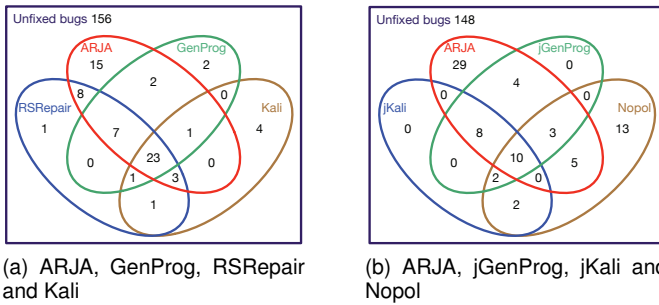 Unfixed bugs 156
ARJA
GenProg
15
2
2
8
0
RSRepair
Kali
1
7
1
4
23
0
0
1
3
1
(a) ARJA, GenProg, RSRepair
and Kali
Unfixed bugs 148
ARJA
jGenProg
29
0
4
0
0
jKali
Nopol
0
8
3
13
10
0
5
2
0
2
(b) ARJA, jGenProg, jKali and
Nopol